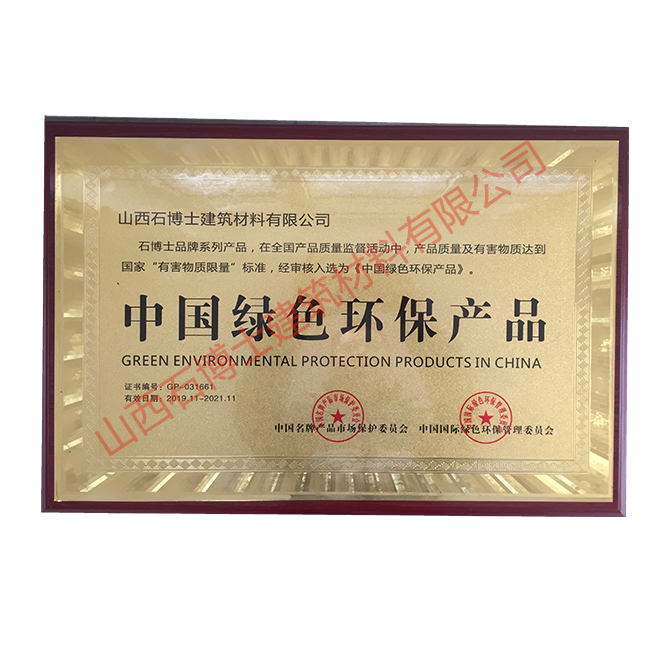 山西石博士建筑材料有限公司
石博士品牌系列产品，在全国产品质量监督活动中，产品质量及有害物质达到
国家“有害物质限量”标准，经审核入选为《中国绿色环保产品》。
中国绿色环保产品
GREEN ENVIRONMENTAL PROTECTION PRODUCTS IN CHINA
证书编号：GP-031661
有效日期：2019.11-2021.11
中国名牌产品市场保护委员会 中国国际绿色环保管理委员会
山西石博士建筑材料有限公司